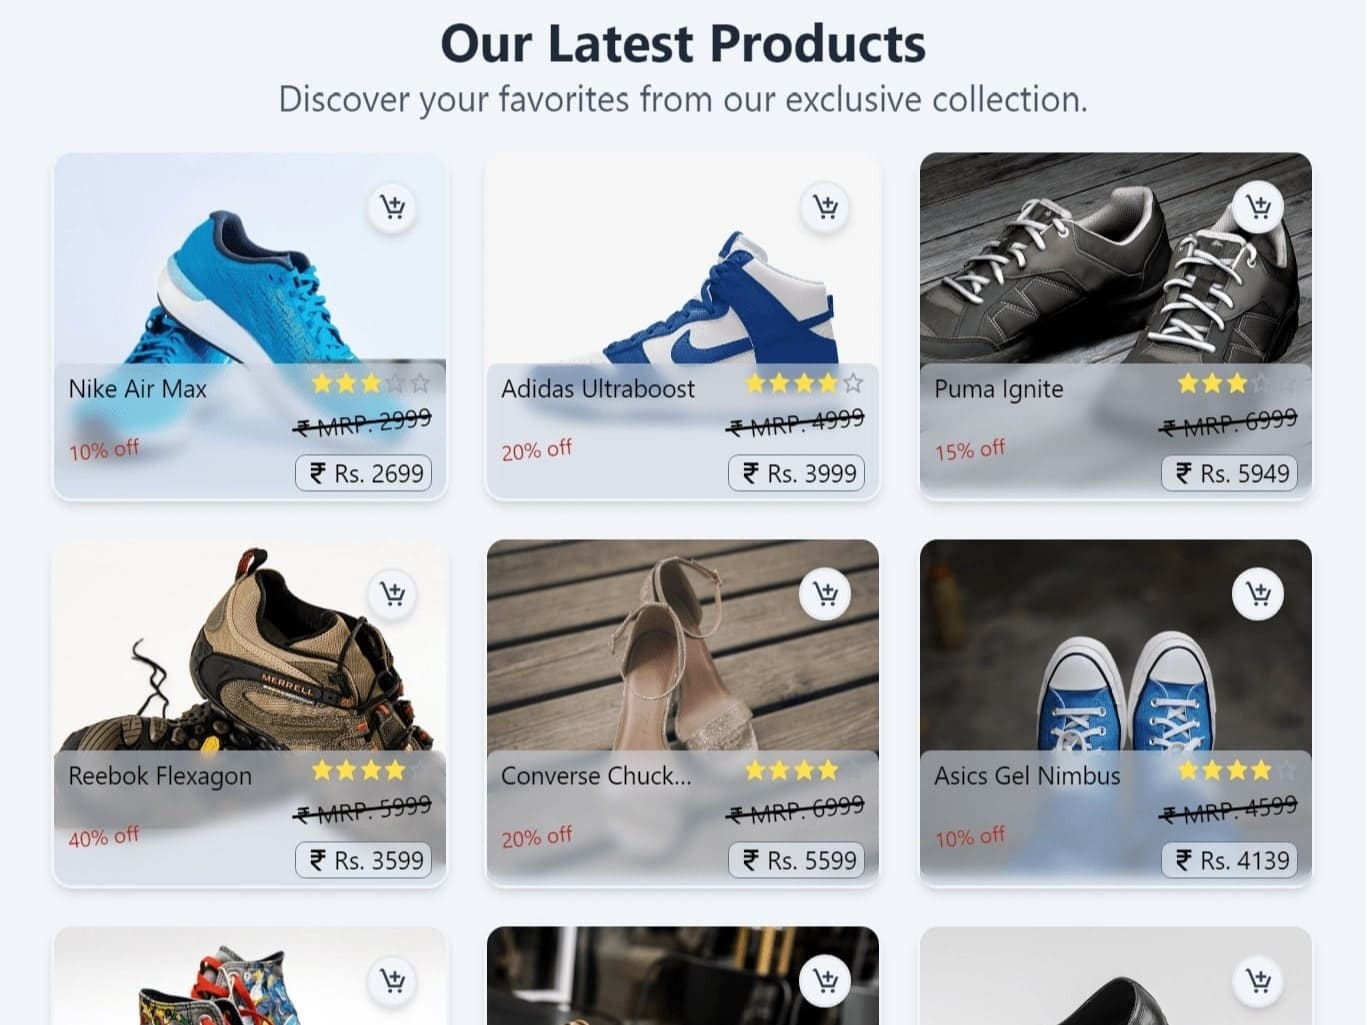 Our Latest Products
Discover your favorites from our exclusive collection.
Nike Air Max
₹ MRP. 2999
10% off
₹ Rs. 2699
Adidas Ultraboost
₹ MRP. 4999
20% off
₹ Rs. 3999
Puma Ignite
₹ MRP. 6999
15% off
₹ Rs. 5949
MERRELL
Reebok Flexagon
₹ MRP. 5999
40% off
₹ Rs. 3599
Converse Chuck...
₹ MRP. 6999
20% off
₹ Rs. 5599
Asics Gel Nimbus
₹ MRP. 4599
10% off
₹ Rs. 4139